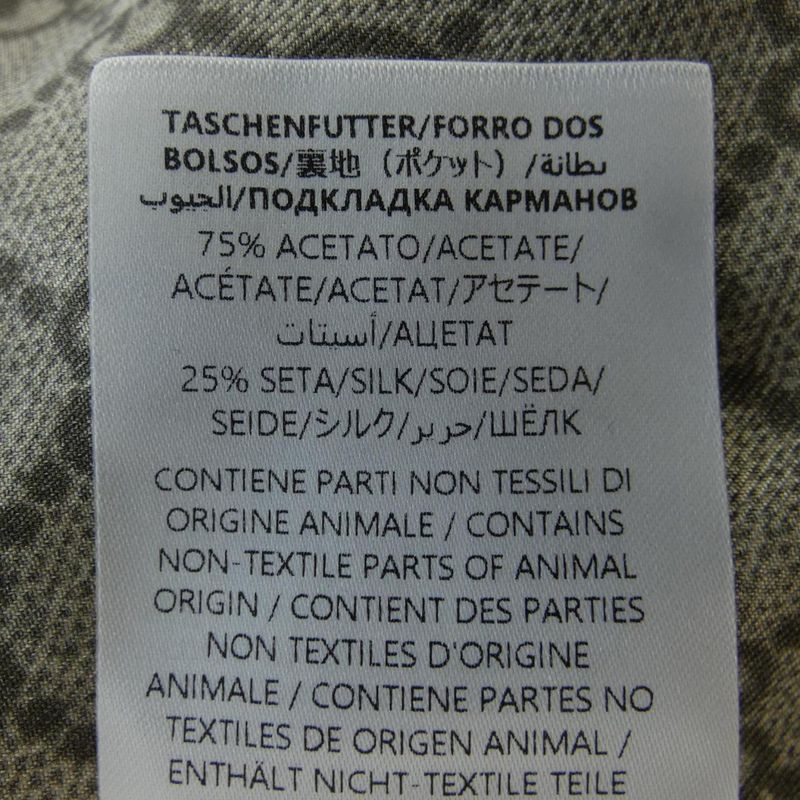 TASCHENFUTTER/FORRO DOS
BOLSOS/裏地（ポケット）/بطانة
الجيوب/ПОДКЛАДКА КАРМАНОВ
75% ACETATO/ACETATE/
ACÉTATE/ACETAT/アセテート/
أسيتات/АЦЕТАТ
25% SETA/SILK/SOIE/SEDA/
SEIDE/シルク/حرير/ШЁЛК
CONTIENE PARTI NON TESSILI DI
ORIGINE ANIMALE / CONTAINS
NON-TEXTILE PARTS OF ANIMAL
ORIGIN / CONTIENT DES PARTIES
NON TEXTILES D'ORIGINE
ANIMALE / CONTIENE PARTES NO
TEXTILES DE ORIGEN ANIMAL /
ENTHÄLT NICHT-TEXTILE TEILE